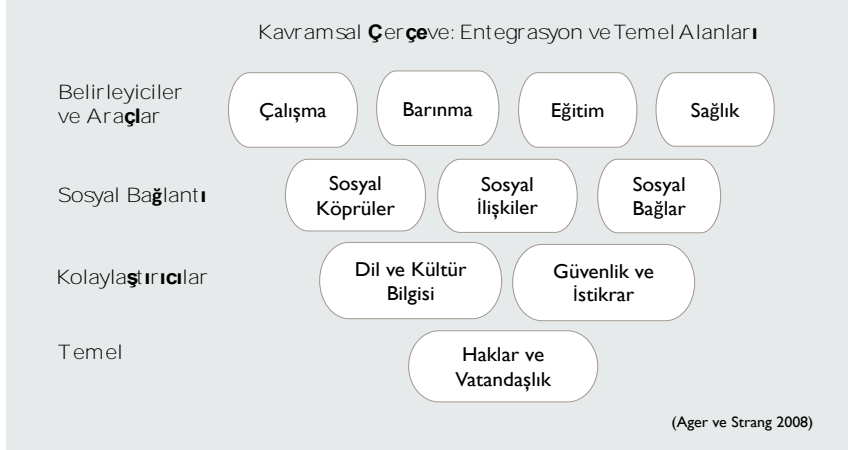 Kavramsal Çerçeve: Entegrasyon ve Temel Alanları
Belirleyiciler
ve Araçlar
Çalışma
Barınma
Eğitim
Sağlık
Sosyal Bağlantı
Sosyal
Köprüler
Sosyal
İlişkiler
Sosyal
Bağlar
Kolaylaştırıcılar
Dil ve Kültür
Bilgisi
Güvenlik ve
İstikrar
Temel
Haklar ve
Vatandaşlık
(Ager ve Strang 2008)